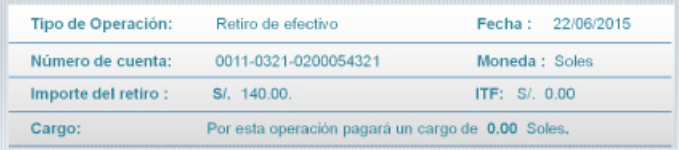 Tipo de Operación: Retiro de efectivo Fecha : 22/06/2015
Número de cuenta: 0011-0321-0200054321 Moneda : Soles
Importe del retiro : S/. 140.00. ITF: S/. 0.00
Cargo: Por esta operación pagará un cargo de 0.00 Soles.